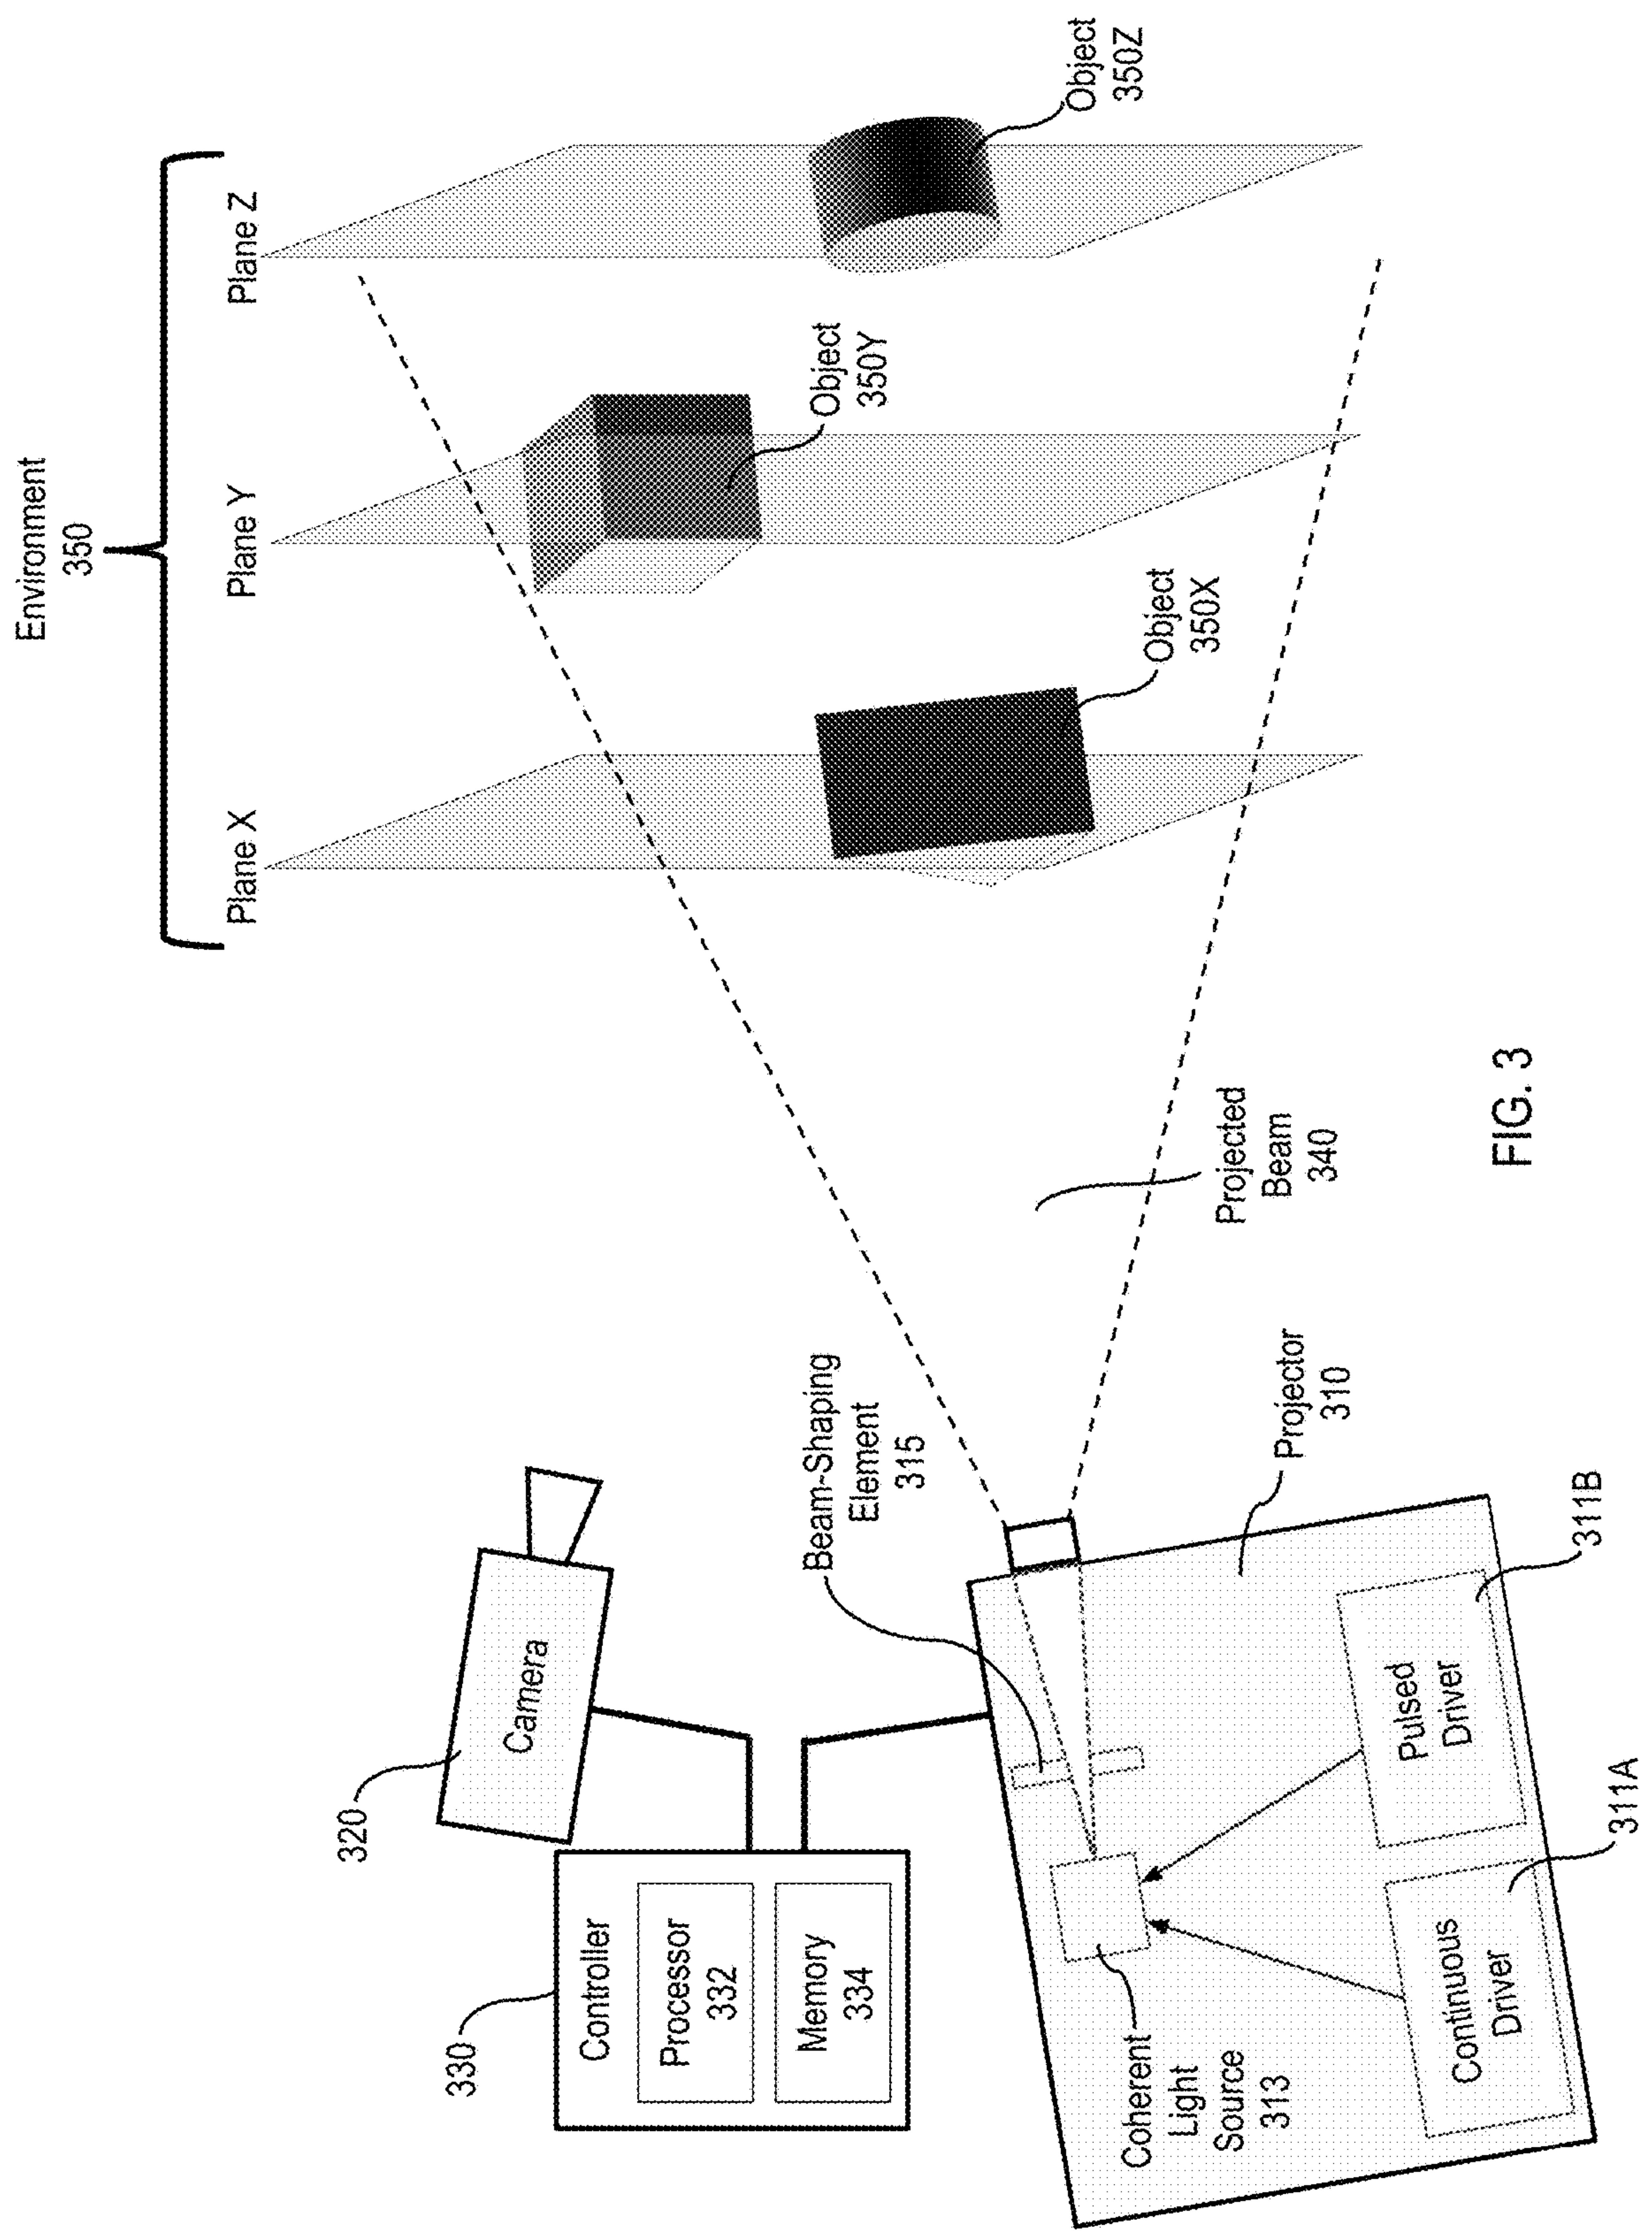 Environment
350
Plane X
Plane Y
Plane Z
Object
350X
Object
350Y
Object
350Z
320
Camera
330
Controller
Processor
332
Memory
334
Beam-Shaping
Element
315
Projected
Beam
340
Projector
310
Coherent
Light
Source
313
Continuous
Driver
311A
Pulsed
Driver
311B
FIG. 3